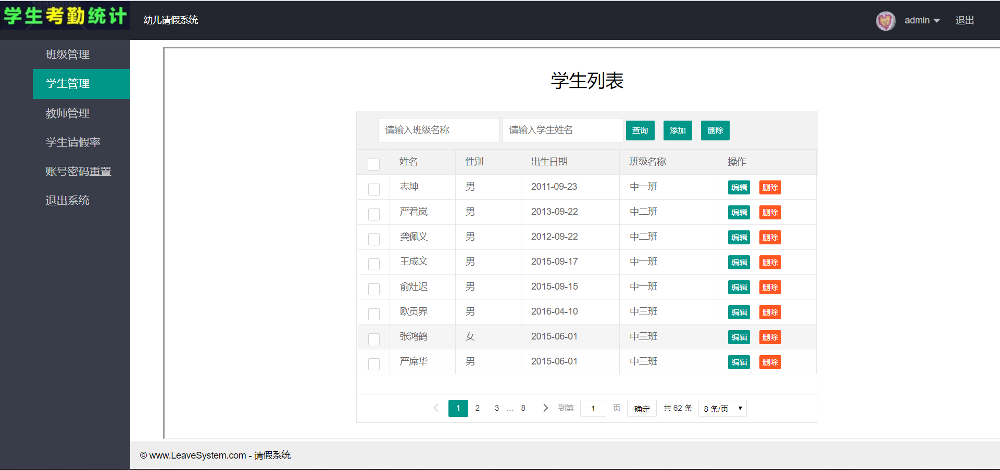 学生考勤统计
幼儿请假系统
admin
退出
班级管理
学生管理
教师管理
学生请假率
账号密码重置
退出系统
学生列表
请输入班级名称 请输入学生姓名 查询 添加 删除
姓名 性别 出生日期 班级名称 操作
志坤 男 2011-09-23 中一班 编辑 删除
严君岚 男 2013-09-22 中二班 编辑 删除
龚佩义 男 2012-09-22 中二班 编辑 删除
王成文 男 2015-09-17 中一班 编辑 删除
俞灶迟 男 2015-09-15 中一班 编辑 删除
欧贡界 男 2016-04-10 中三班 编辑 删除
张鸿鹤 女 2015-06-01 中三班 编辑 删除
严席华 男 2015-06-01 中三班 编辑 删除
1 2 3 … 8 到第 1 页 确定 共 62 条 8 条/页
© www.LeaveSystem.com - 请假系统